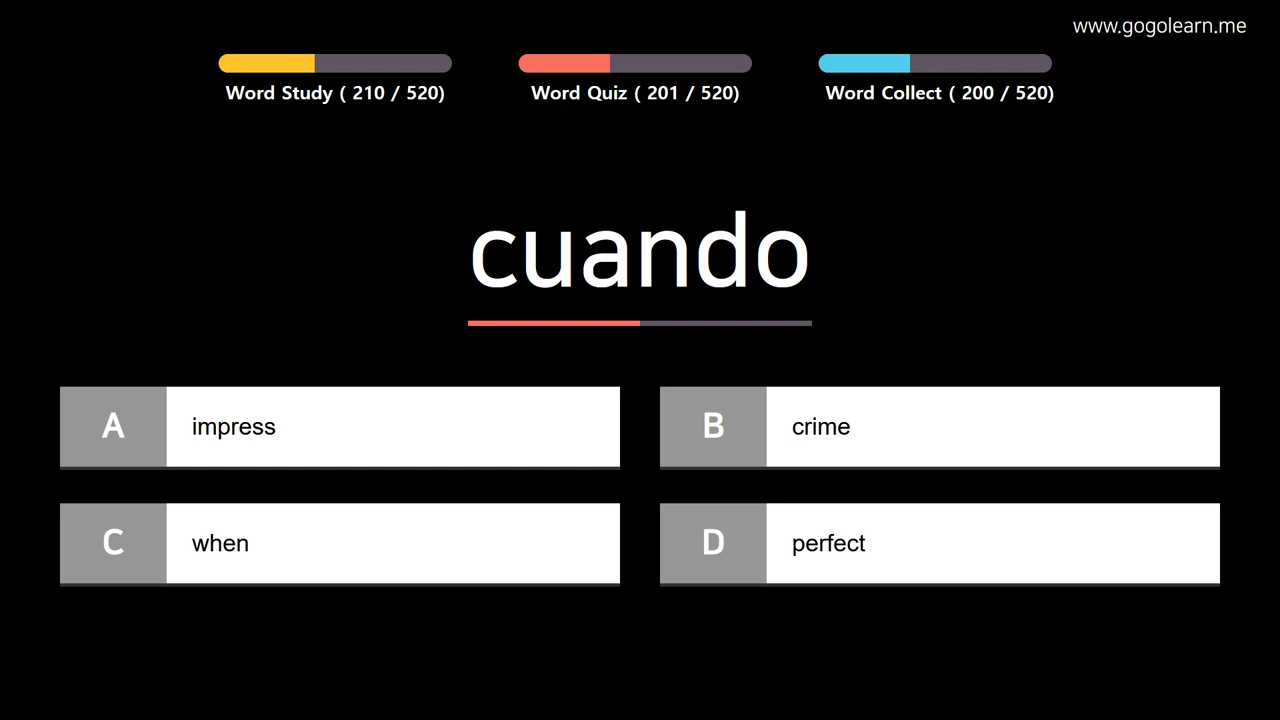 www.gogolearn.me
Word Study ( 210 / 520)
Word Quiz ( 201 / 520)
Word Collect ( 200 / 520)
cuando
A impress
B crime
C when
D perfect